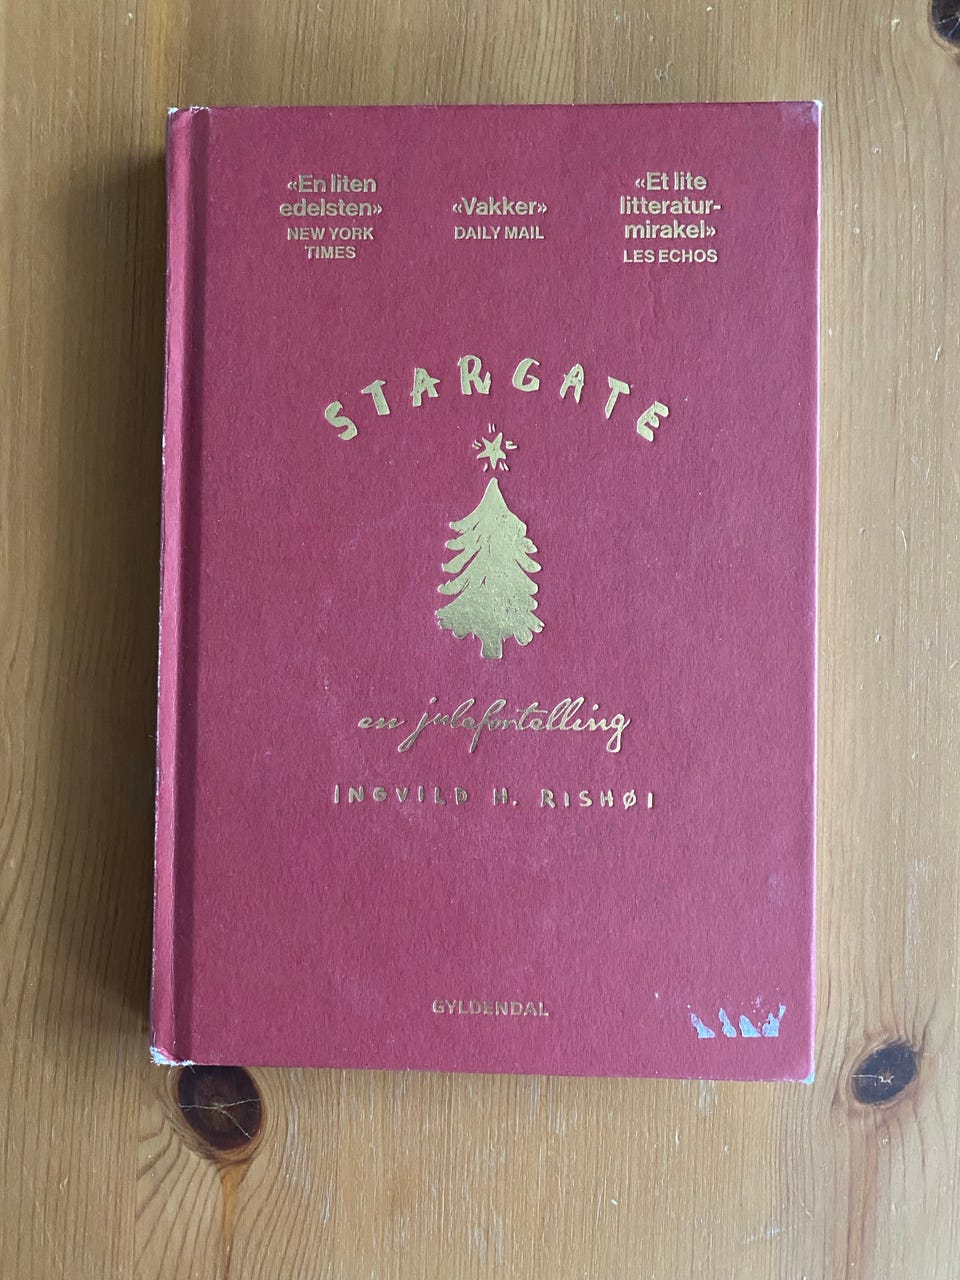 «En liten
edelsten»
NEW YORK
TIMES
«Vakker»
DAILY MAIL
«Et lite
litteratur-
mirakel»
LES ECHOS
STARGATE
en julefortelling
INGVILD H. RISHØI
GYLDENDAL